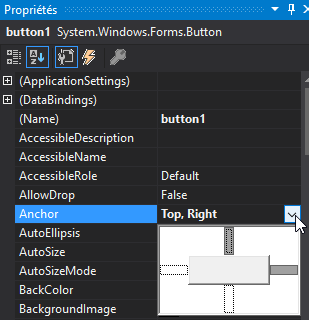 Propriétés
button1 System.Windows.Forms.Button
(ApplicationSettings)
(DataBindings)
(Name) button1
AccessibleDescription
AccessibleName
AccessibleRole Default
AllowDrop False
Anchor Top, Right
AutoEllipsis
AutoSize
AutoSizeMode
BackColor
BackgroundImage